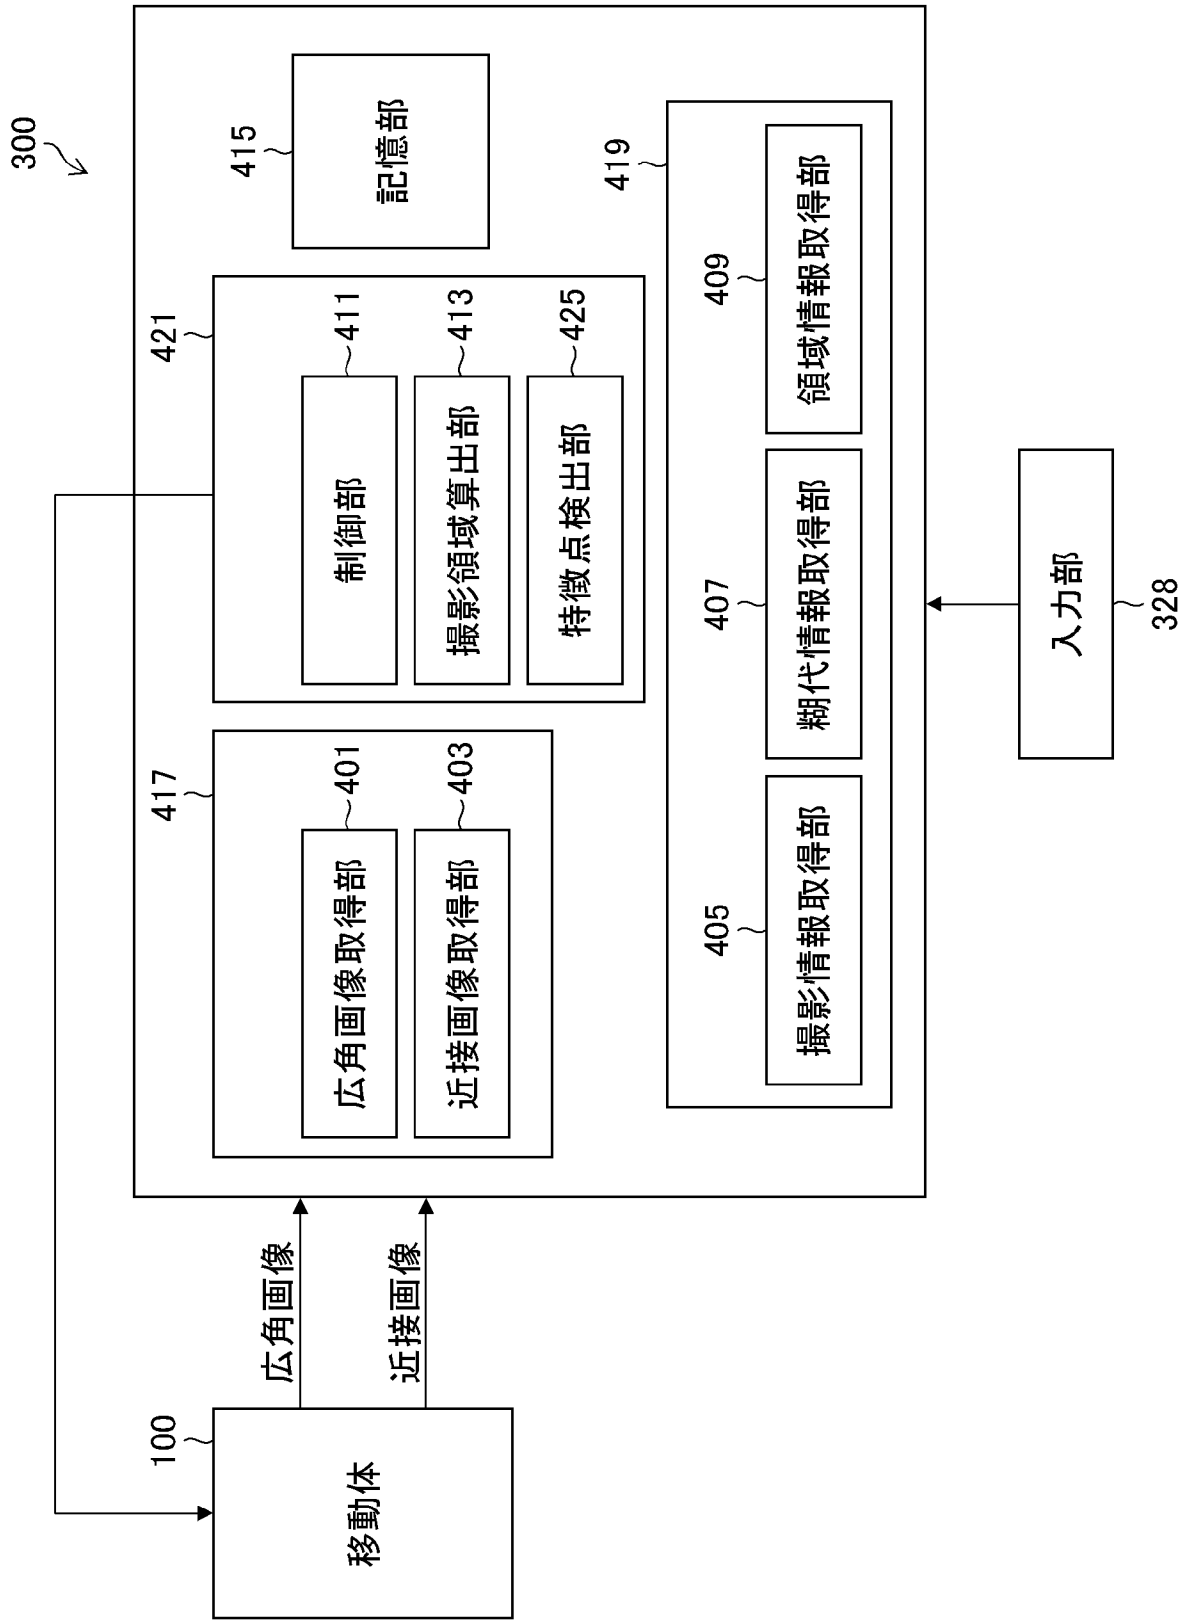 300
421
417
100
415
記憶部
411
制御部
413
撮影領域算出部
425
特徴点検出部
401
広角画像取得部
403
近接画像取得部
広角画像
近接画像
移動体
419
405
撮影情報取得部
407
糊代情報取得部
409
領域情報取得部
入力部
328